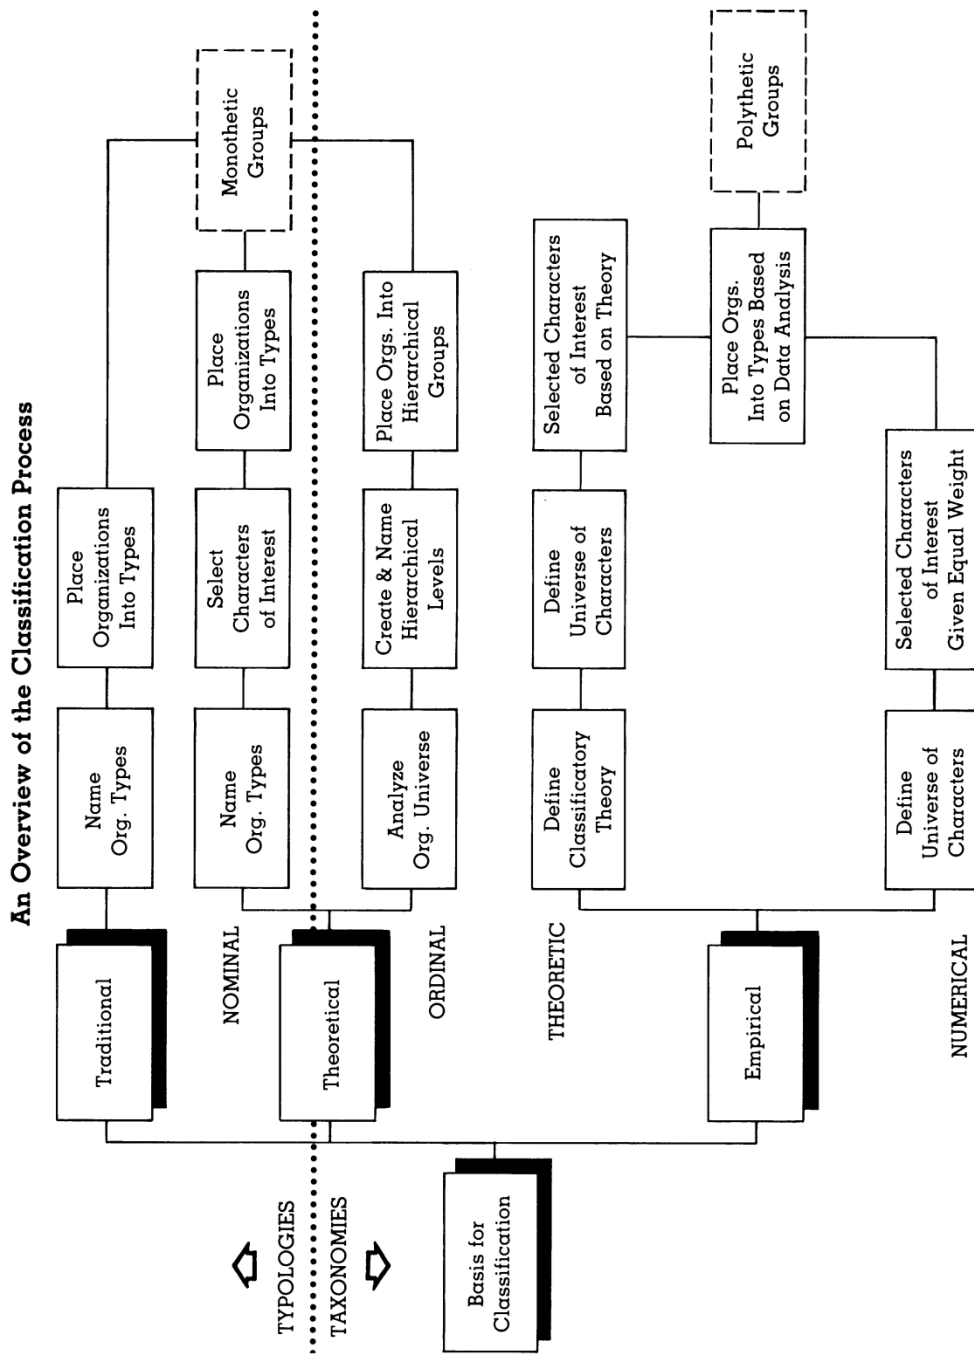 An Overview of the Classification Process
TYPOLOGIES
TAXONOMIES
Basis for
Classification
Traditional
Name
Org. Types
Place
Organizations
Into Types
NOMINAL
Theoretical
ORDINAL
Name
Org. Types
Select
Characters
of Interest
Place
Organizations
Into Types
Monothetic
Groups
Analyze
Org. Universe
Create & Name
Hierarchical
Levels
Place Orgs. Into
Hierarchical
Groups
THEORETIC
Empirical
NUMERICAL
Define
Classificatory
Theory
Define
Universe of
Characters
Selected Characters
of Interest
Based on Theory
Place Orgs.
Into Types Based
on Data Analysis
Polythetic
Groups
Define
Universe of
Characters
Selected Characters
of Interest
Given Equal Weight